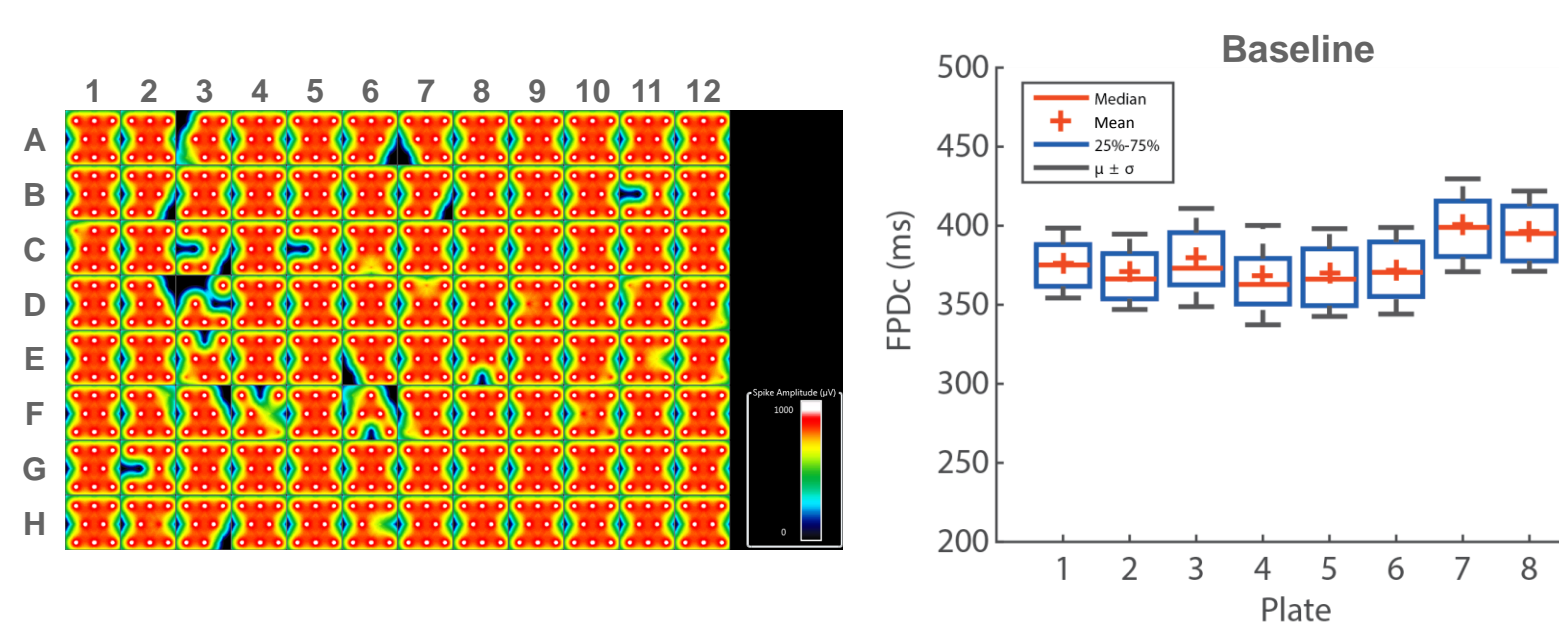 1 2 3 4 5 6 7 8 9 10 11 12
A
B
C
D
E
F
G
H
Spike Amplitude (µV)
1000
0
Baseline
500
450
400
350
300
250
200
FPDc (ms)
Median
Mean
25%-75%
µ ± σ
1 2 3 4 5 6 7 8
Plate